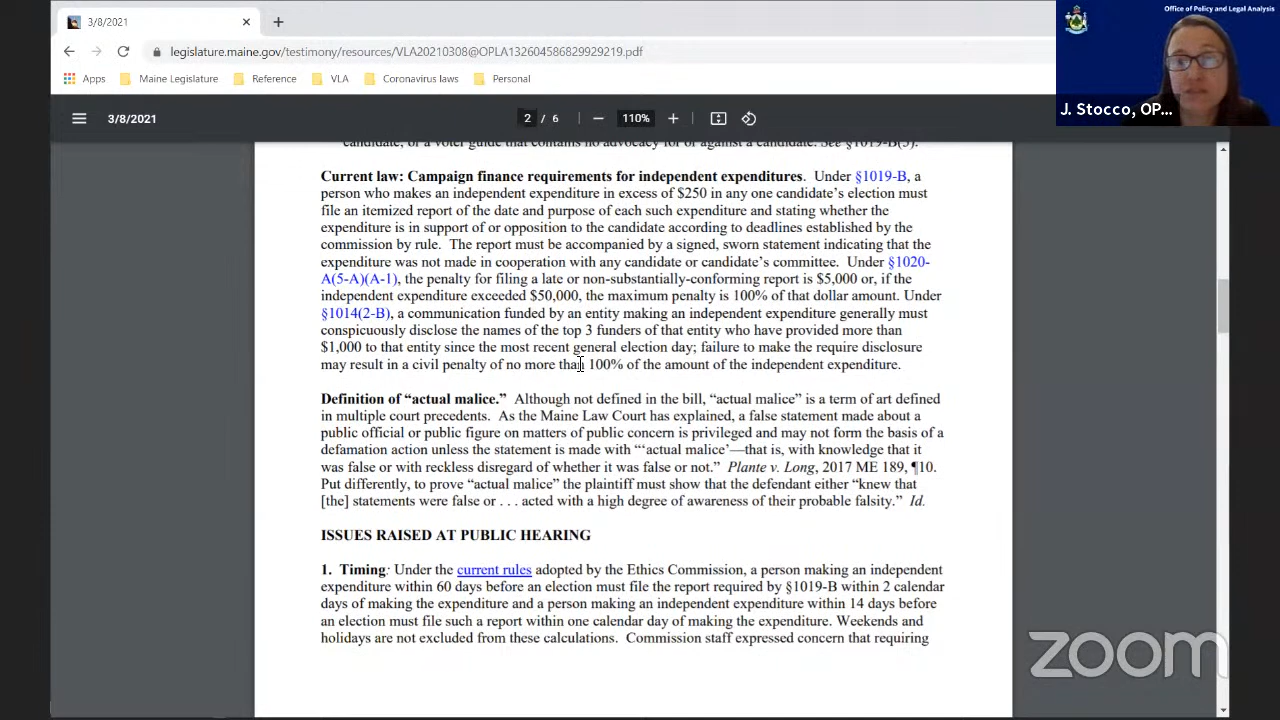 3/8/2021
Office of Policy and Legal Analysis
legislature.maine.gov/testimony/resources/VLA20210308@OPLA132604586829929219.pdf
Apps Maine Legislature Reference VLA Coronavirus laws Personal
J. Stocco, OP...
3/8/2021 2 / 6 110%
candidate, or a voter guide that contains no advocacy for or against a candidate. See §1019-B(5).
Current law: Campaign finance requirements for independent expenditures. Under §1019-B, a
person who makes an independent expenditure in excess of $250 in any one candidate's election must
file an itemized report of the date and purpose of each such expenditure and stating whether the
expenditure is in support of or opposition to the candidate according to deadlines established by the
commission by rule. The report must be accompanied by a signed, sworn statement indicating that the
expenditure was not made in cooperation with any candidate or candidate's committee. Under §1020-
A(5-A)(A-1), the penalty for filing a late or non-substantially-conforming report is $5,000 or, if the
independent expenditure exceeded $50,000, the maximum penalty is 100% of that dollar amount. Under
§1014(2-B), a communication funded by an entity making an independent expenditure generally must
conspicuously disclose the names of the top 3 funders of that entity who have provided more than
$1,000 to that entity since the most recent general election day; failure to make the require disclosure
may result in a civil penalty of no more than 100% of the amount of the independent expenditure.
Definition of “actual malice.” Although not defined in the bill, “actual malice” is a term of art defined
in multiple court precedents. As the Maine Law Court has explained, a false statement made about a
public official or public figure on matters of public concern is privileged and may not form the basis of a
defamation action unless the statement is made with “‘actual malice’—that is, with knowledge that it
was false or with reckless disregard of whether it was false or not.” Plante v. Long, 2017 ME 189, ¶10.
Put differently, to prove “actual malice” the plaintiff must show that the defendant either “knew that
[the] statements were false or . . . acted with a high degree of awareness of their probable falsity.” Id.
ISSUES RAISED AT PUBLIC HEARING
1. Timing: Under the current rules adopted by the Ethics Commission, a person making an independent
expenditure within 60 days before an election must file the report required by §1019-B within 2 calendar
days of making the expenditure and a person making an independent expenditure within 14 days before
an election must file such a report within one calendar day of making the expenditure. Weekends and
holidays are not excluded from these calculations. Commission staff expressed concern that requiring
zoom